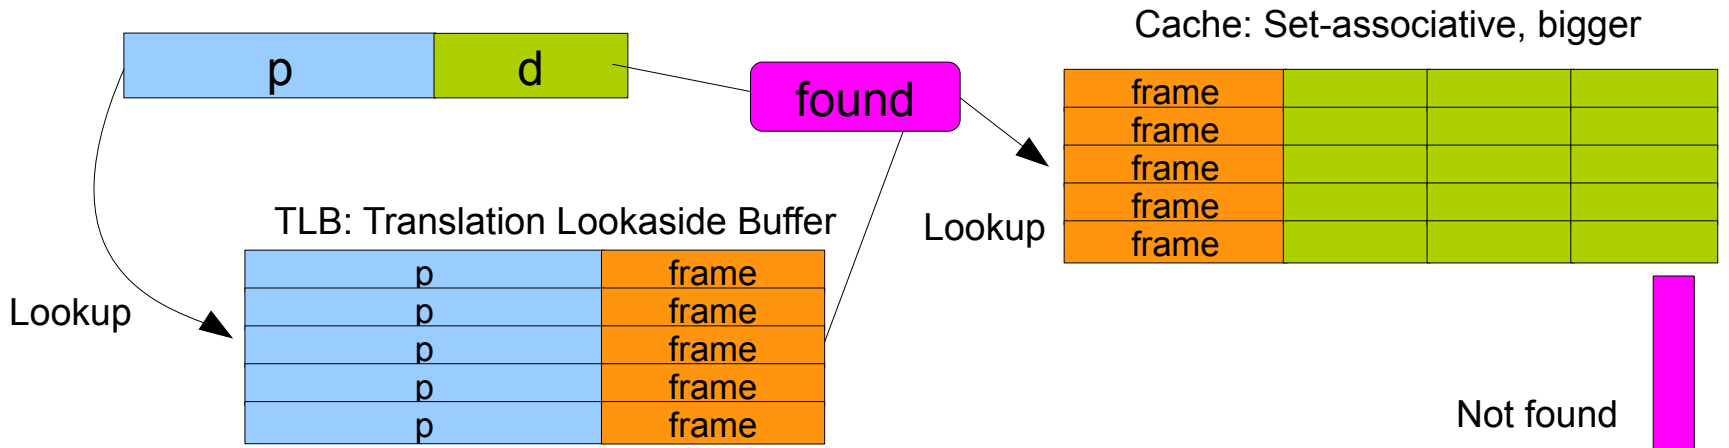 Cache: Set-associative, bigger
p d
found
frame
frame
frame
frame
frame
Lookup
TLB: Translation Lookaside Buffer
p frame
p frame
p frame
p frame
p frame
Lookup
Not found